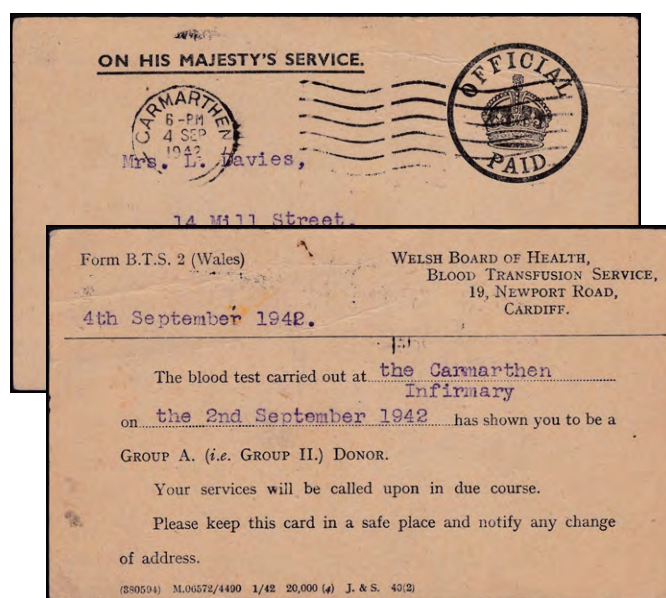 ON HIS MAJESTY'S SERVICE.
OFFICIAL
PAID
CARMARTHEN
6-PM
4 SEP
1942
Mrs. L. Davies,
14 Mill Street.
Form B.T.S. 2 (Wales)
WELSH BOARD OF HEALTH,
BLOOD TRANSFUSION SERVICE,
19, NEWPORT ROAD,
CARDIFF.
4th September 1942.
The blood test carried out at the Carmarthen
Infirmary
on the 2nd September 1942 has shown you to be a
GROUP A. (i.e. GROUP II.) DONOR.
Your services will be called upon in due course.
Please keep this card in a safe place and notify any change
of address.
(380594) M.06572/4490 1/42 20,000 (4) J. & S. 40(2)